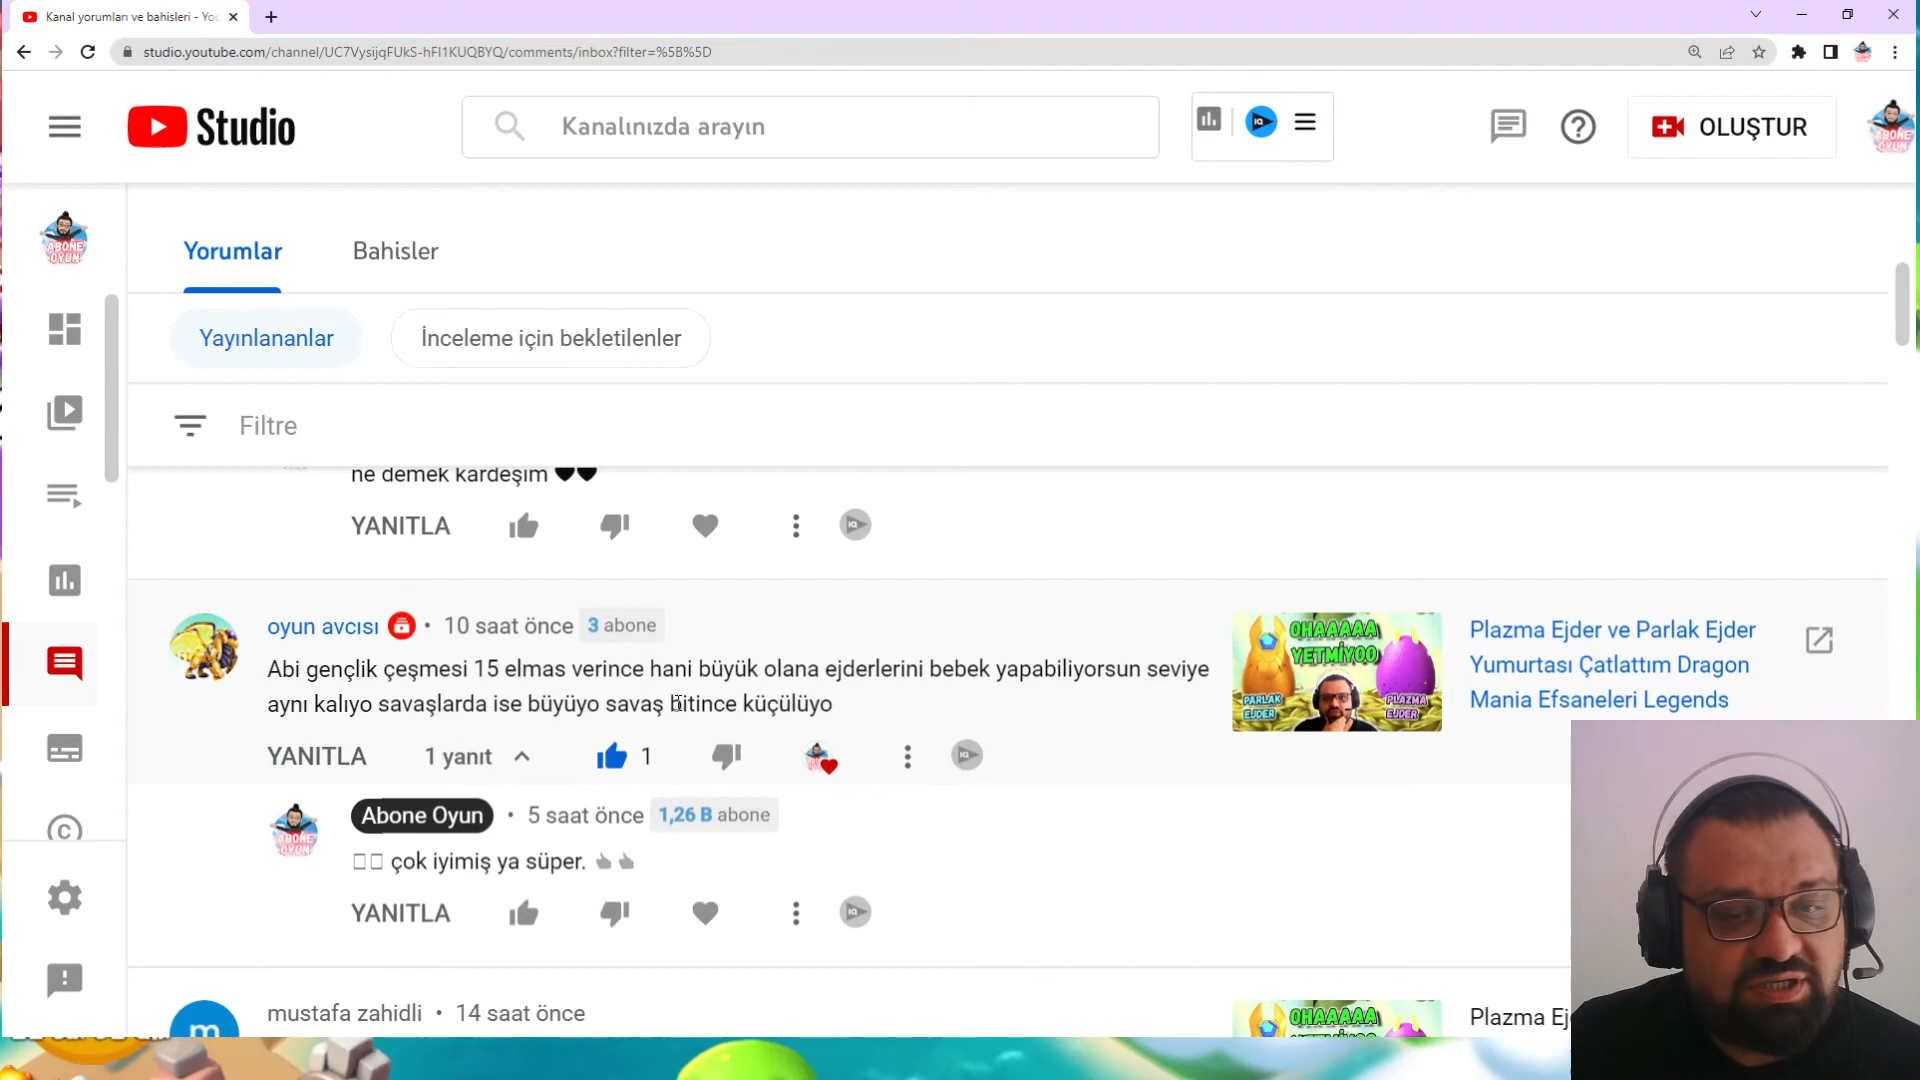 Kanal yorumları ve bahisleri - You
studio.youtube.com/channel/UC7VysijqFUkS-hFI1KUQBYQ/comments/inbox?filter=%5B%5D
Studio
Kanalınızda arayın
OLUŞTUR
ABONE OYUN
Yorumlar
Bahisler
Yayınlananlar
İnceleme için bekletilenler
Filtre
ne demek kardeşim 🖤🖤
YANITLA
oyun avcısı • 10 saat önce 3 abone
Abi gençlik çeşmesi 15 elmas verince hani büyük olana ejderlerini bebek yapabiliyorsun seviye
aynı kalıyo savaşlarda ise büyüyo savaş bitince küçülüyo
YANITLA 1 yanıt 1
OHAAAAA
YETMİYOO
PARLAK
EJDER
PLAZMA
EJDER
Plazma Ejder ve Parlak Ejder
Yumurtası Çatlattım Dragon
Mania Efsaneleri Legends
Abone Oyun • 5 saat önce 1,26 B abone
çok iyimiş ya süper.
YANITLA
m
mustafa zahidli • 14 saat önce
OHAAAAA
Plazma Ej